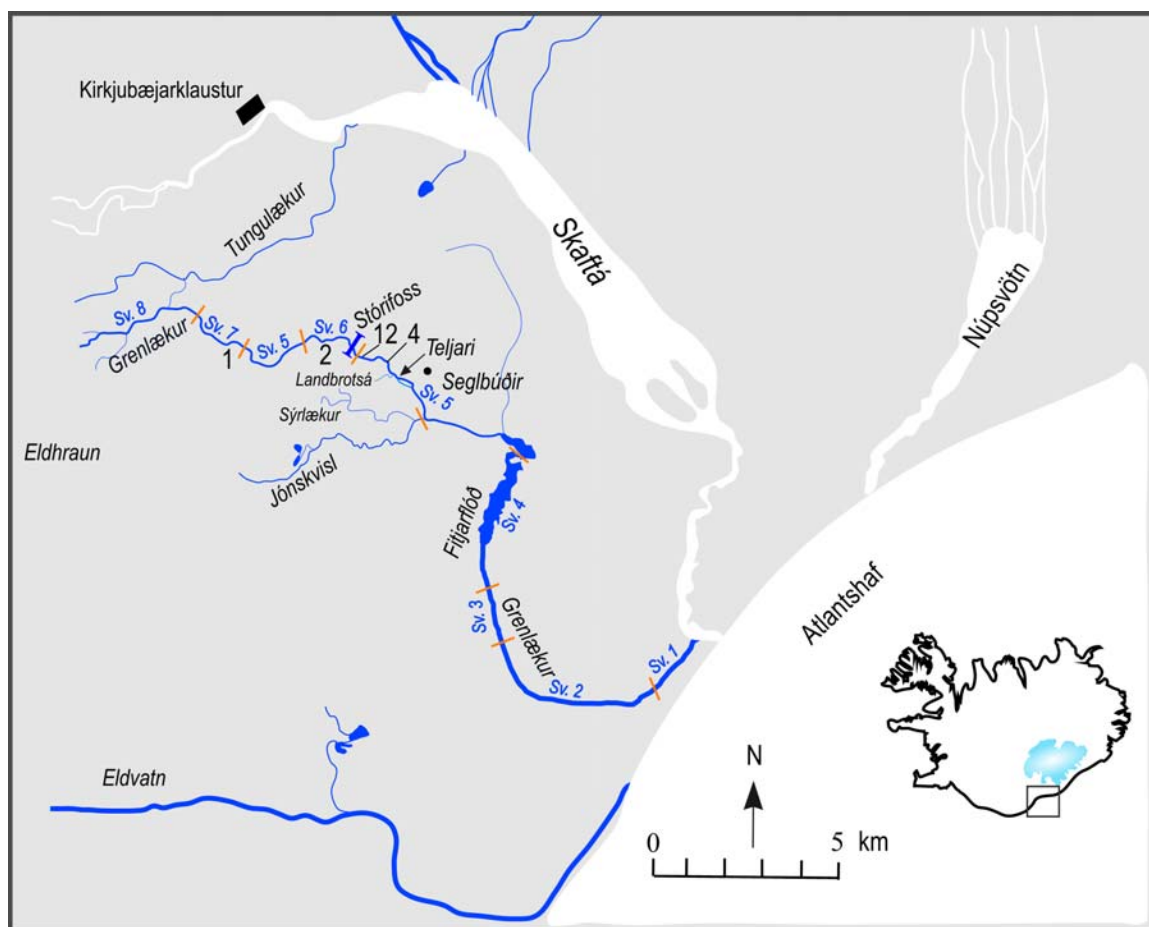 Kirkjubæjarklaustur
Tungulækur
Skaftá
Núpsvötn
Sv. 8
Grenlækur
Sv. 7
1
Sv. 5
Sv. 6
2
Stórifoss
12
4
Teljari
Landbrotsá
Seglbúðir
Sv. 5
Sýrlækur
Eldhraun
Jónskvisl
Fitjarflóð
Sv. 4
Sv. 3
Grenlækur
Atlantshaf
Sv. 1
Sv. 2
N
Eldvatn
0
5 km